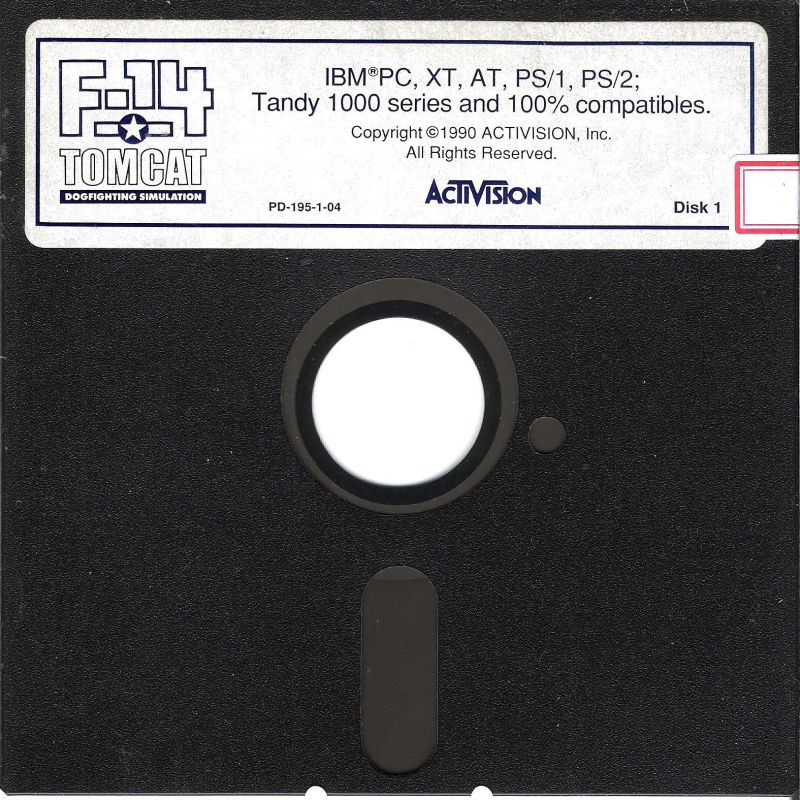 F-14
TOMCAT
DOGFIGHTING SIMULATION
IBM®PC, XT, AT, PS/1, PS/2;
Tandy 1000 series and 100% compatibles.
Copyright ©1990 ACTIVISION, Inc.
All Rights Reserved.
PD-195-1-04
ACTIVISION
Disk 1